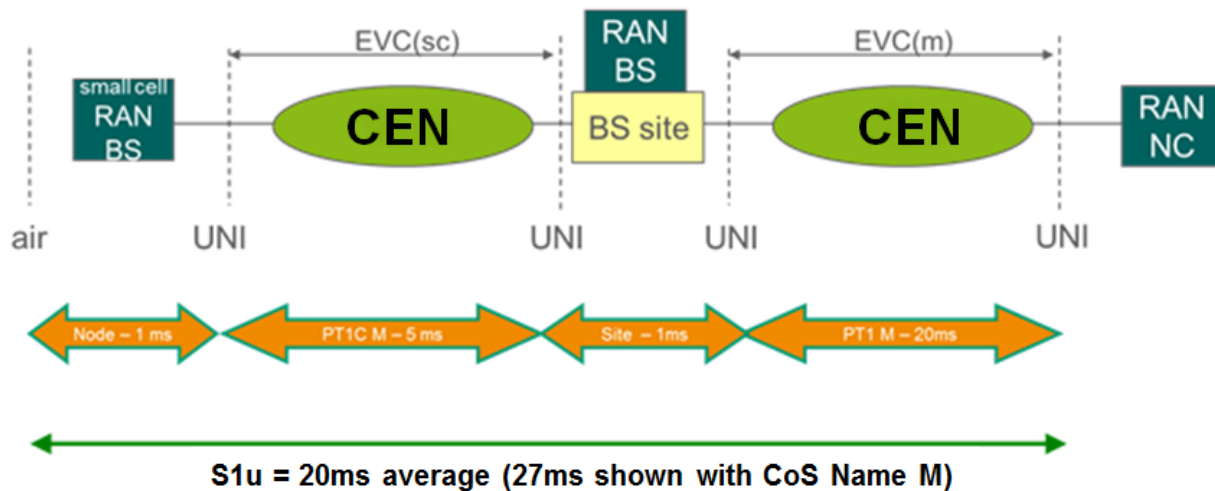 EVC(sc)
RAN
BS
EVC(m)
small cell
RAN
BS
CEN
BS site
CEN
RAN
NC
air
UNI
UNI
UNI
UNI
Node – 1 ms
PT1C M – 5 ms
Site – 1ms
PT1 M – 20ms
S1u = 20ms average (27ms shown with CoS Name M)